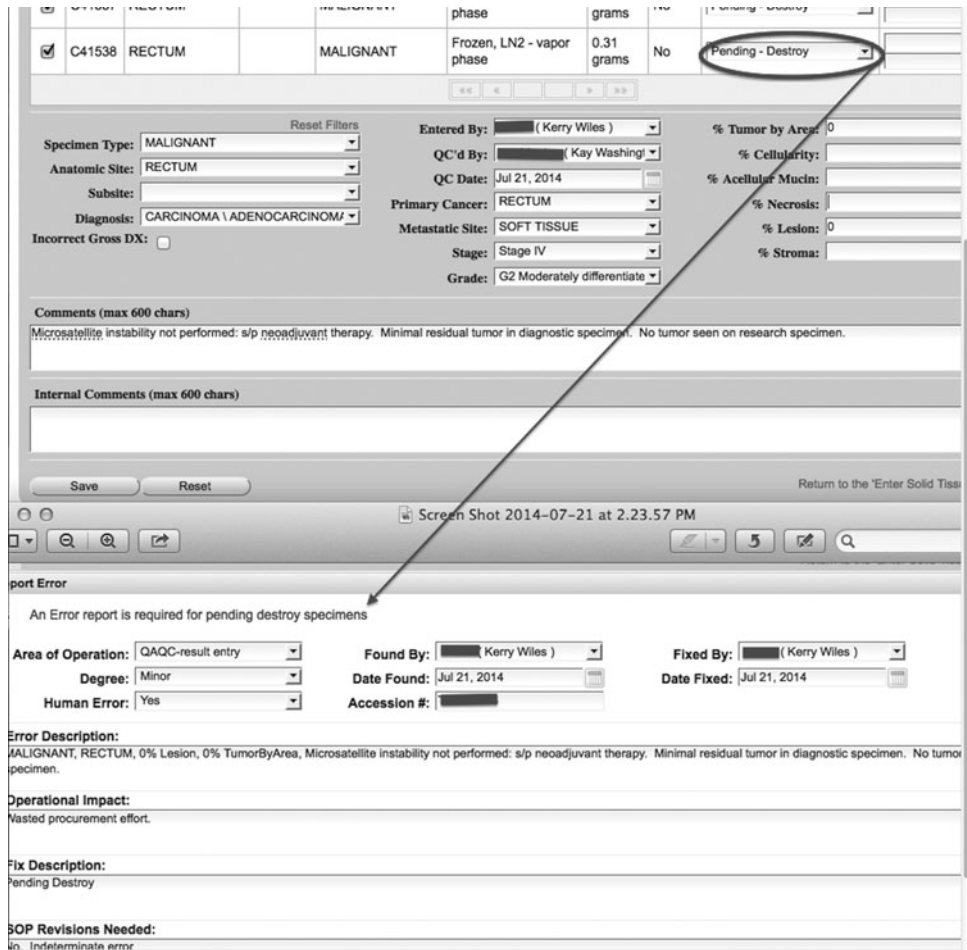 phase grams
C41538 RECTUM MALIGNANT Frozen, LN2 - vapor phase 0.31 grams No Pending - Destroy
Reset Filters
Specimen Type: MALIGNANT
Anatomic Site: RECTUM
Subsite:
Diagnosis: CARCINOMA \ ADENOCARCINOMA
Incorrect Gross DX:
Entered By: ( Kerry Wiles )
QC'd By: ( Kay Washingt
QC Date: Jul 21, 2014
Primary Cancer: RECTUM
Metastatic Site: SOFT TISSUE
Stage: Stage IV
Grade: G2 Moderately differentiate
% Tumor by Area: 0
% Cellularity:
% Acellular Mucin:
% Necrosis:
% Lesion: 0
% Stroma:
Comments (max 600 chars)
Microsatellite instability not performed: s/p neoadjuvant therapy. Minimal residual tumor in diagnostic specimen. No tumor seen on research specimen.
Internal Comments (max 600 chars)
Save Reset
Return to the 'Enter Solid Tiss
Screen Shot 2014-07-21 at 2.23.57 PM
port Error
An Error report is required for pending destroy specimens
Area of Operation: QAQC-result entry
Degree: Minor
Human Error: Yes
Found By: Kerry Wiles )
Date Found: Jul 21, 2014
Accession #:
Fixed By: ( Kerry Wiles )
Date Fixed: Jul 21, 2014
Error Description:
MALIGNANT, RECTUM, 0% Lesion, 0% TumorByArea, Microsatellite instability not performed: s/p neoadjuvant therapy. Minimal residual tumor in diagnostic specimen. No tumor
specimen.
Operational Impact:
Wasted procurement effort.
Fix Description:
Pending Destroy
SOP Revisions Needed:
No. Indeterminate error